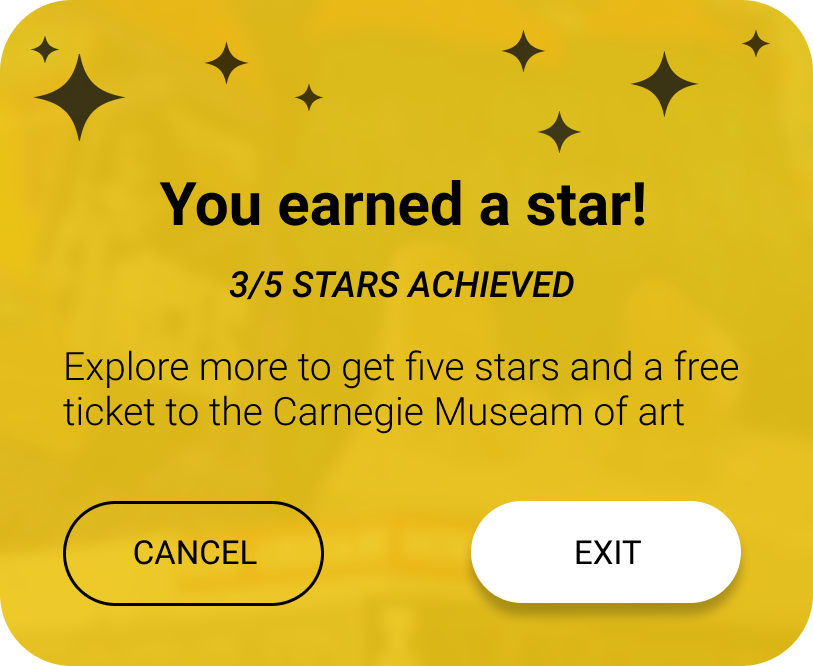 You earned a star!
3/5 STARS ACHIEVED
Explore more to get five stars and a free
ticket to the Carnegie Museam of art
CANCEL
EXIT